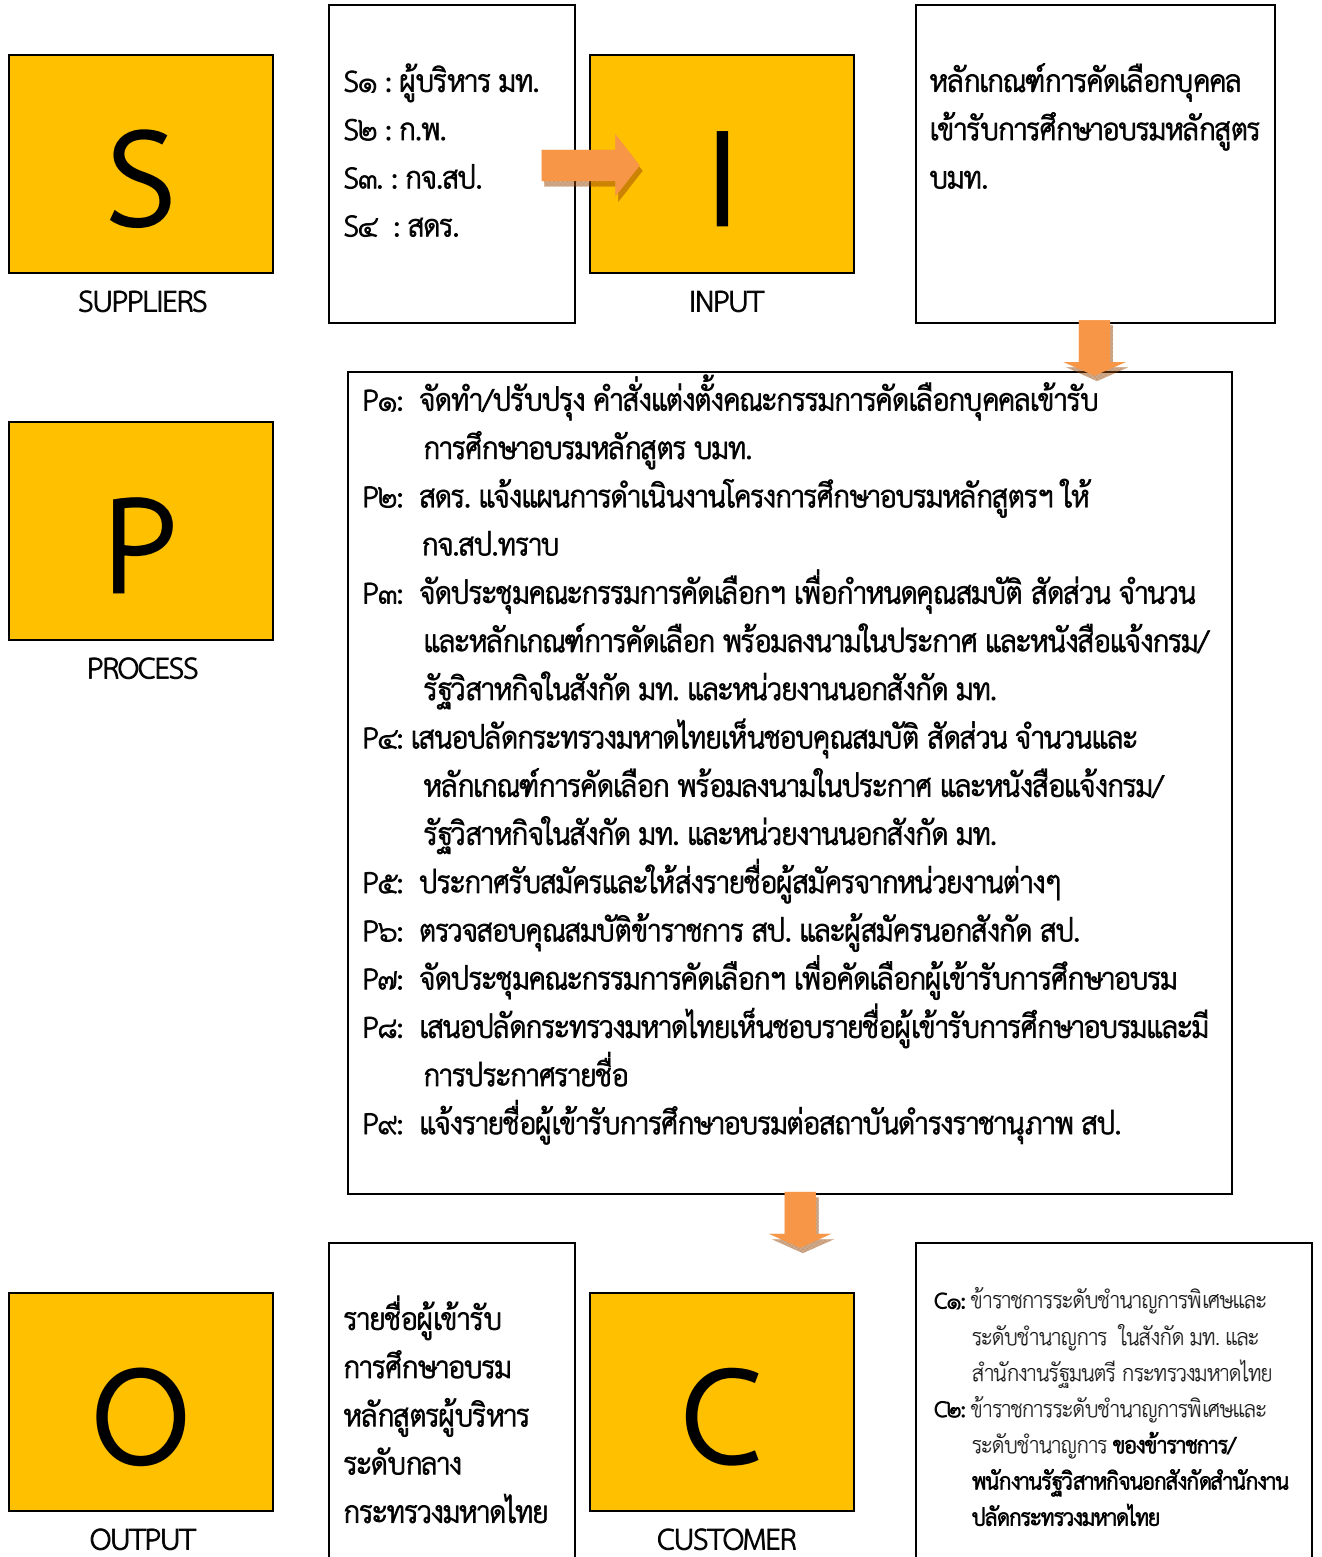 S
SUPPLIERS
S๑ : ผู้บริหาร มท.
S๒ : ก.พ.
S๓. : กจ.สป.
S๔ : สดร.
I
INPUT
หลักเกณฑ์การคัดเลือกบุคคล
เข้ารับการศึกษาอบรมหลักสูตร
บมท.
P
PROCESS
P๑: จัดทำ/ปรับปรุง คำสั่งแต่งตั้งคณะกรรมการคัดเลือกบุคคลเข้ารับ
การศึกษาอบรมหลักสูตร บมท.
P๒: สดร. แจ้งแผนการดำเนินงานโครงการศึกษาอบรมหลักสูตรฯ ให้
กจ.สป.ทราบ
P๓: จัดประชุมคณะกรรมการคัดเลือกฯ เพื่อกำหนดคุณสมบัติ สัดส่วน จำนวน
และหลักเกณฑ์การคัดเลือก พร้อมลงนามในประกาศ และหนังสือแจ้งกรม/
รัฐวิสาหกิจในสังกัด มท. และหน่วยงานนอกสังกัด มท.
P๔: เสนอปลัดกระทรวงมหาดไทยเห็นชอบคุณสมบัติ สัดส่วน จำนวนและ
หลักเกณฑ์การคัดเลือก พร้อมลงนามในประกาศ และหนังสือแจ้งกรม/
รัฐวิสาหกิจในสังกัด มท. และหน่วยงานนอกสังกัด มท.
P๕: ประกาศรับสมัครและให้ส่งรายชื่อผู้สมัครจากหน่วยงานต่างๆ
P๖: ตรวจสอบคุณสมบัติข้าราชการ สป. และผู้สมัครนอกสังกัด สป.
P๗: จัดประชุมคณะกรรมการคัดเลือกฯ เพื่อคัดเลือกผู้เข้ารับการศึกษาอบรม
P๘: เสนอปลัดกระทรวงมหาดไทยเห็นชอบรายชื่อผู้เข้ารับการศึกษาอบรมและมี
การประกาศรายชื่อ
P๙: แจ้งรายชื่อผู้เข้ารับการศึกษาอบรมต่อสถาบันดำรงราชานุภาพ สป.
O
OUTPUT
รายชื่อผู้เข้ารับ
การศึกษาอบรม
หลักสูตรผู้บริหาร
ระดับกลาง
กระทรวงมหาดไทย
C
CUSTOMER
C๑: ข้าราชการระดับชำนาญการพิเศษและ
ระดับชำนาญการ ในสังกัด มท. และ
สำนักงานรัฐมนตรี กระทรวงมหาดไทย
C๒: ข้าราชการระดับชำนาญการพิเศษและ
ระดับชำนาญการ ของข้าราชการ/
พนักงานรัฐวิสาหกิจนอกสังกัดสำนักงาน
ปลัดกระทรวงมหาดไทย